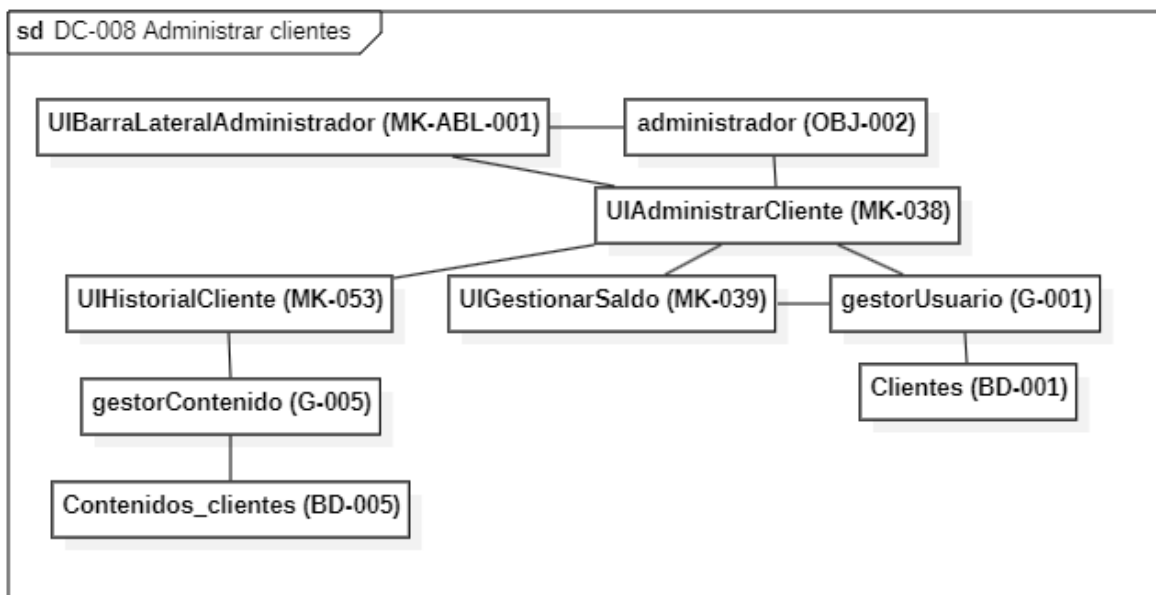 sd DC-008 Administrar clientes
UIBarraLateralAdministrador (MK-ABL-001)
administrador (OBJ-002)
UIAdministrarCliente (MK-038)
UIHistorialCliente (MK-053)
UIGestionarSaldo (MK-039)
gestorUsuario (G-001)
Clientes (BD-001)
gestorContenido (G-005)
Contenidos_clientes (BD-005)